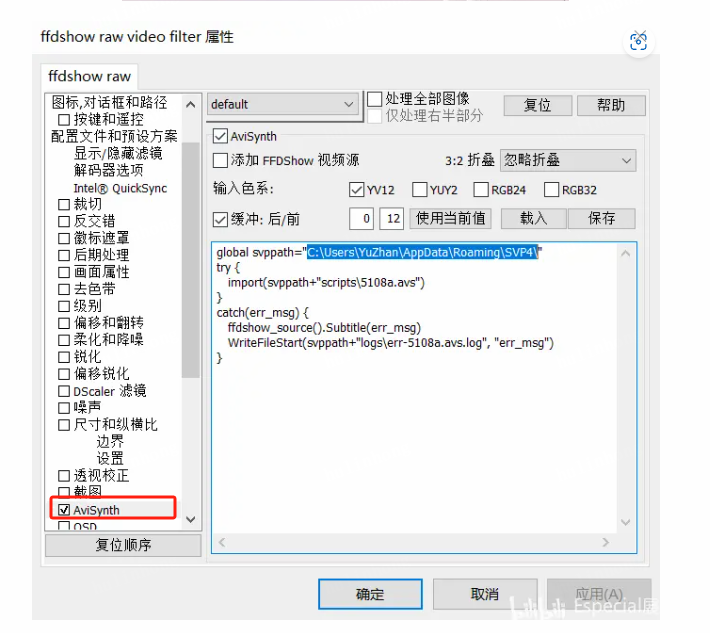 ffdshow raw video filter 属性
ffdshow raw
图标,对话框和路径
按键和遥控
配置文件和预设方案
显示/隐藏滤镜
解码器选项
Intel® QuickSync
裁切
反交错
徽标遮罩
后期处理
画面属性
去色带
级别
偏移和翻转
柔化和降噪
锐化
偏移锐化
DScaler 滤镜
噪声
尺寸和纵横比
边界
设置
透视校正
截图
AviSynth
OSD
复位顺序
default
处理全部图像
仅处理右半部分
复位
帮助
AviSynth
添加 FFDShow 视频源
3:2 折叠
忽略折叠
输入色系:
YV12
YUY2
RGB24
RGB32
缓冲: 后/前
0
12
使用当前值
载入
保存
global svppath="C:\Users\YuZhan\AppData\Roaming\SVP4\"
try {
import(svppath+"scripts\5108a.avs")
}
catch(err_msg) {
ffdshow_source().Subtitle(err_msg)
WriteFileStart(svppath+"logs\err-5108a.avs.log", "err_msg")
}
确定
取消
应用(A)
bilibili